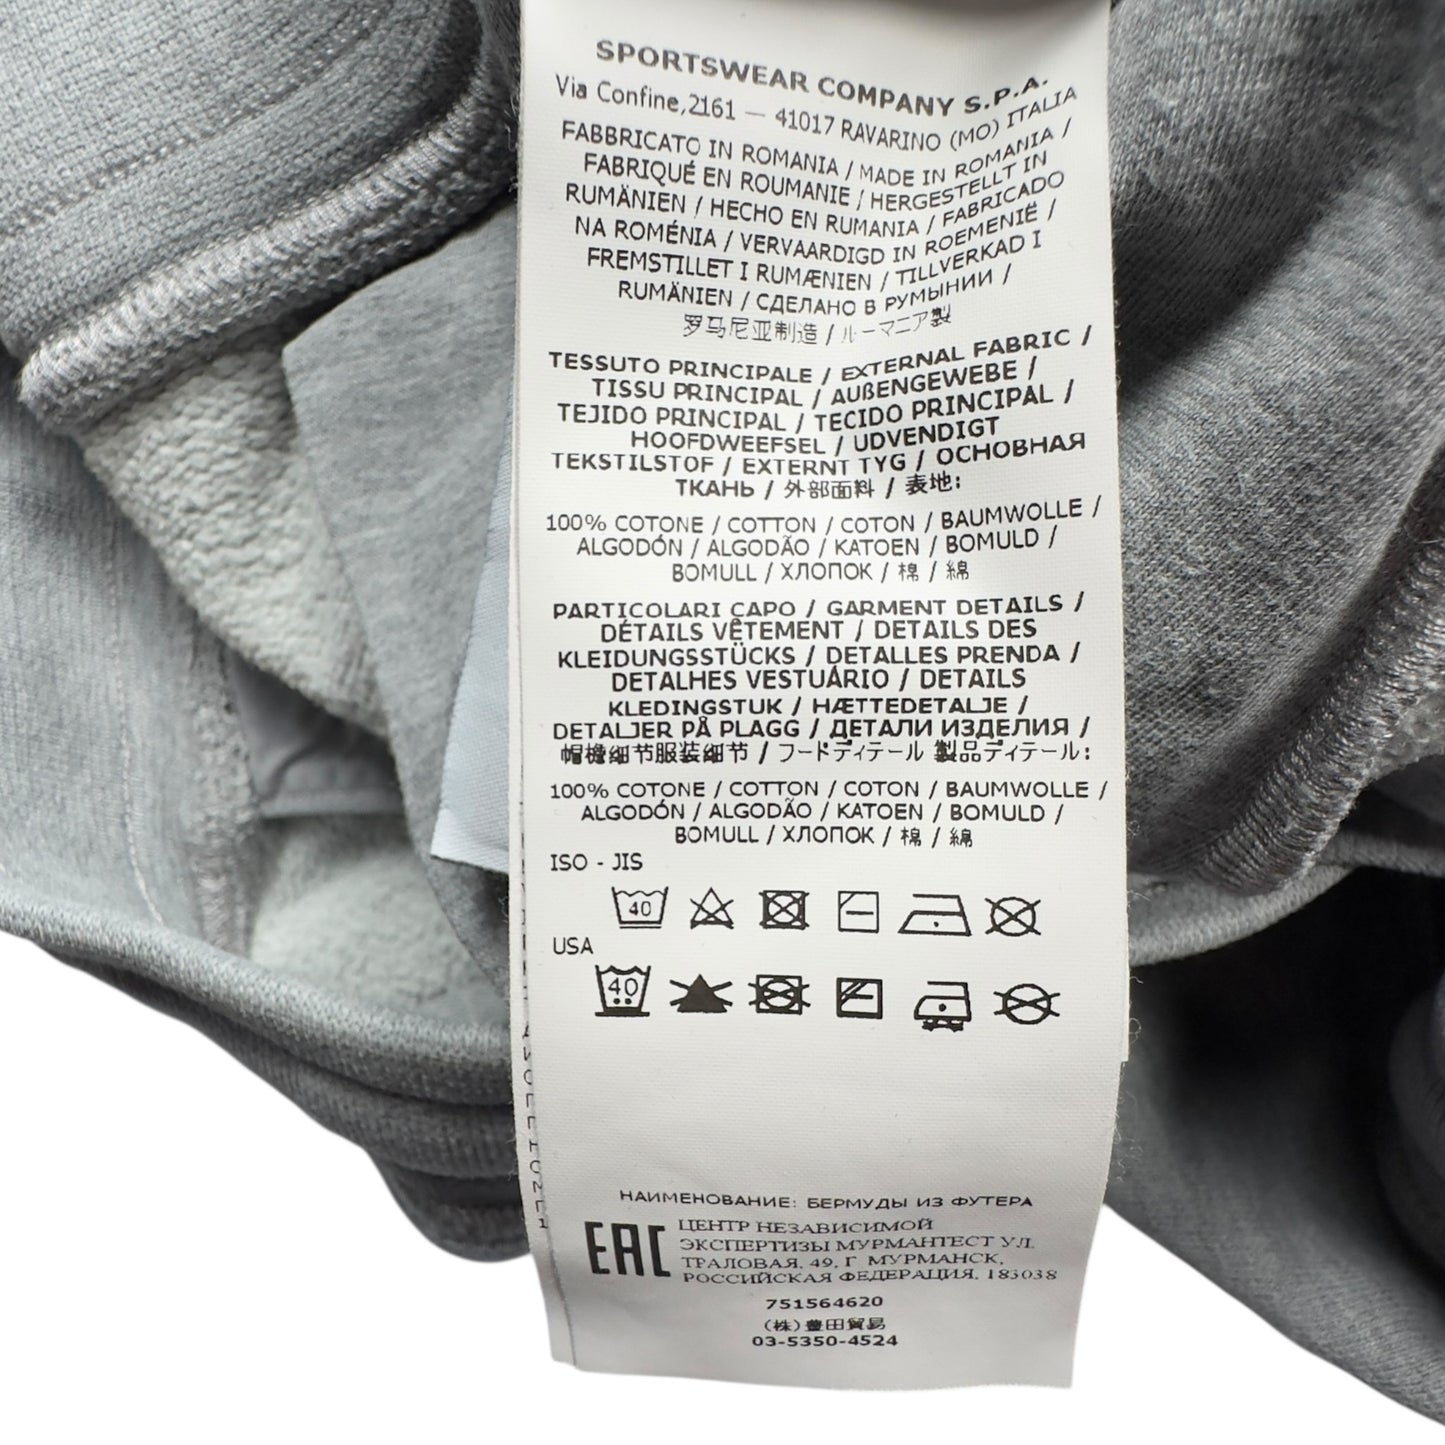 SPORTSWEAR COMPANY S.P.A.
Via Confine,2161 — 41017 RAVARINO (MO) ITALIA
FABBRICATO IN ROMANIA / MADE IN ROMANIA /
FABRIQUÉ EN ROUMANIE / HERGESTELLT IN
RUMÄNIEN / HECHO EN RUMANIA / FABRICADO
NA ROMÉNIA / VERVAARDIGD IN ROEMENIË /
FREMSTILLET I RUMÆNIEN / TILLVERKAD I
RUMÄNIEN / СДЕЛАНО В РУМЫНИИ /
罗马尼亚制造 / ルーマニア製
TESSUTO PRINCIPALE / EXTERNAL FABRIC /
TISSU PRINCIPAL / AUßENGEWEBE /
TEJIDO PRINCIPAL / TECIDO PRINCIPAL /
HOOFDWEEFSEL / UDVENDIGT
TEKSTILSTOF / EXTERNT TYG / ОСНОВНАЯ
ТКАНЬ / 外部面料 / 表地:
100% COTONE / COTTON / COTON / BAUMWOLLE /
ALGODÓN / ALGODÃO / KATOEN / BOMULD /
BOMULL / ХЛОПОК / 棉 / 綿
PARTICOLARI CAPO / GARMENT DETAILS /
DÉTAILS VÊTEMENT / DETAILS DES
KLEIDUNGSSTÜCKS / DETALLES PRENDA /
DETALHES VESTUÁRIO / DETAILS
KLEDINGSTUK / HÆTTEDETALJE /
DETALJER PÅ PLAGG / ДЕТАЛИ ИЗДЕЛИЯ /
帽檐细节服装细节 / フードディテール 製品ディテール:
100% COTONE / COTTON / COTON / BAUMWOLLE /
ALGODÓN / ALGODÃO / KATOEN / BOMULD /
BOMULL / ХЛОПОК / 棉 / 綿
ISO - JIS
40
USA
40
НАИМЕНОВАНИЕ: БЕРМУДЫ ИЗ ФУТЕРА
EAC
ЦЕНТР НЕЗАВИСИМОЙ
ЭКСПЕРТИЗЫ МУРМАНТЕСТ УЛ.
ТРАЛОВАЯ, 49, Г. МУРМАНСК,
РОССИЙСКАЯ ФЕДЕРАЦИЯ, 183038
751564620
(株)豊田貿易
03-5350-4524